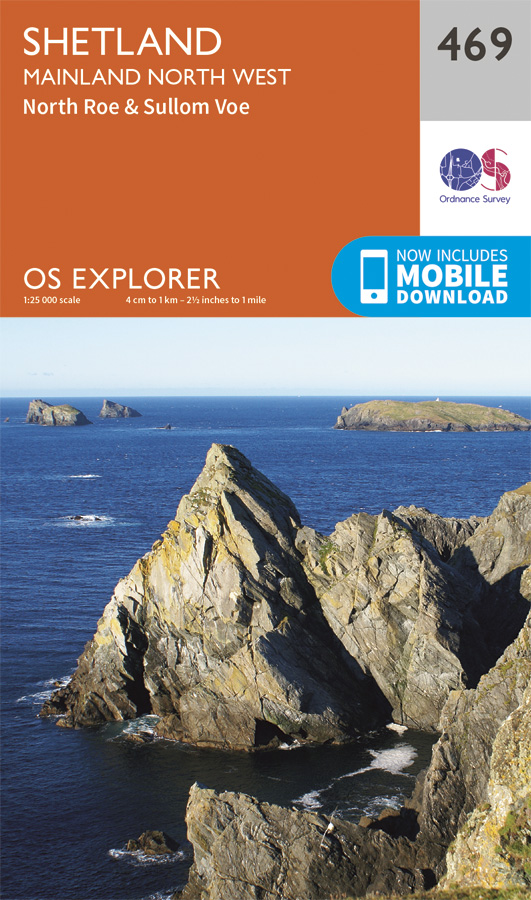 SHETLAND
MAINLAND NORTH WEST
North Roe & Sullom Voe
469
OS
Ordnance Survey
OS EXPLORER
1:25 000 scale 4 cm to 1 km – 2½ inches to 1 mile
NOW INCLUDES
MOBILE
DOWNLOAD